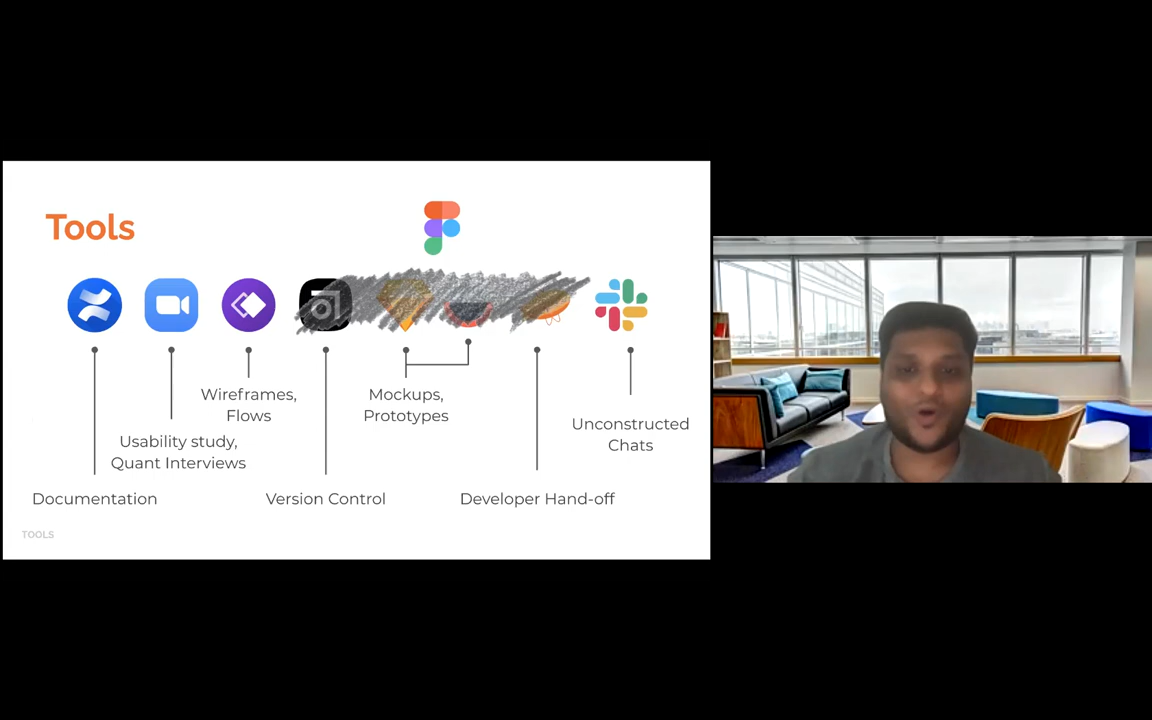 Tools
Wireframes,
Flows
Mockups,
Prototypes
Unconstructed
Chats
Usability study,
Quant Interviews
Documentation
Version Control
Developer Hand-off
TOOLS